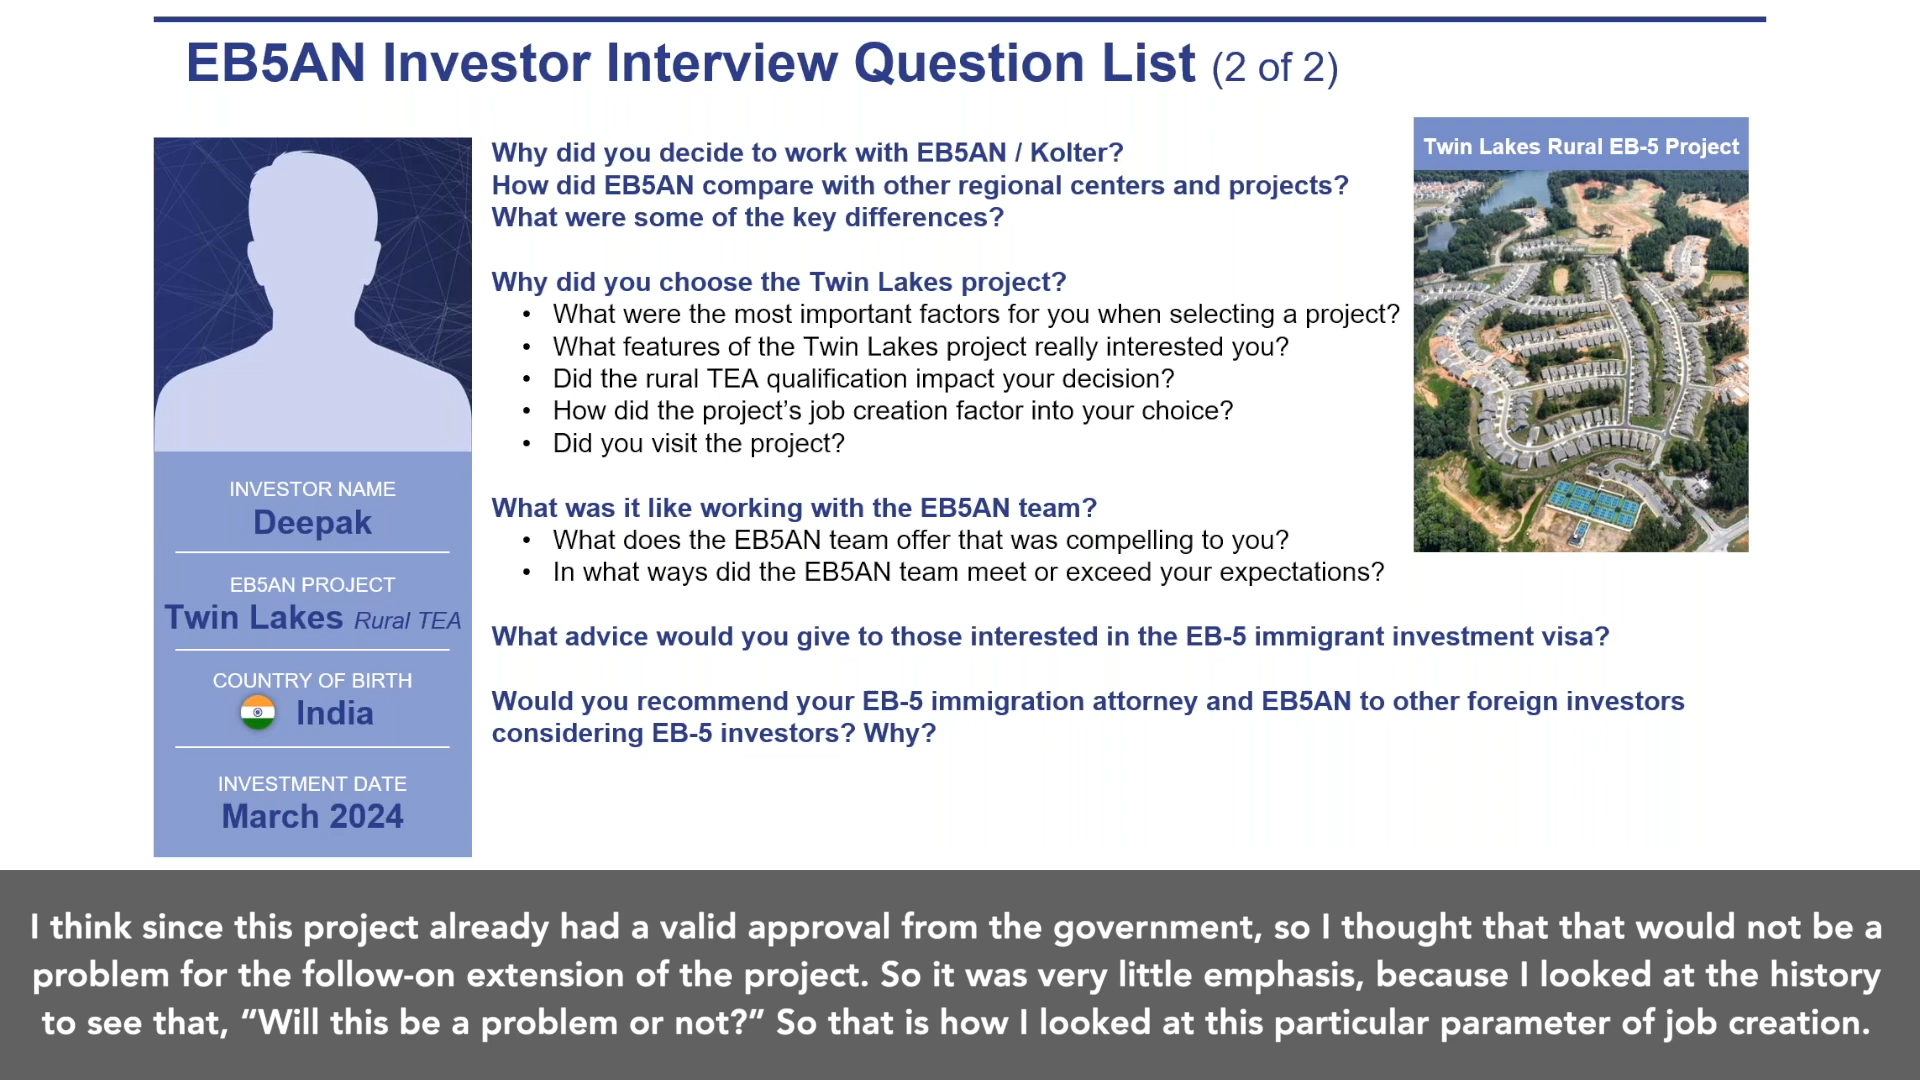 EB5AN Investor Interview Question List (2 of 2)
INVESTOR NAME
Deepak
EB5AN PROJECT
Twin Lakes Rural TEA
COUNTRY OF BIRTH
India
INVESTMENT DATE
March 2024
Why did you decide to work with EB5AN / Kolter?
How did EB5AN compare with other regional centers and projects?
What were some of the key differences?
Why did you choose the Twin Lakes project?
• What were the most important factors for you when selecting a project?
• What features of the Twin Lakes project really interested you?
• Did the rural TEA qualification impact your decision?
• How did the project’s job creation factor into your choice?
• Did you visit the project?
What was it like working with the EB5AN team?
• What does the EB5AN team offer that was compelling to you?
• In what ways did the EB5AN team meet or exceed your expectations?
What advice would you give to those interested in the EB-5 immigrant investment visa?
Would you recommend your EB-5 immigration attorney and EB5AN to other foreign investors
considering EB-5 investors? Why?
Twin Lakes Rural EB-5 Project
I think since this project already had a valid approval from the government, so I thought that that would not be a
problem for the follow-on extension of the project. So it was very little emphasis, because I looked at the history
to see that, “Will this be a problem or not?” So that is how I looked at this particular parameter of job creation.